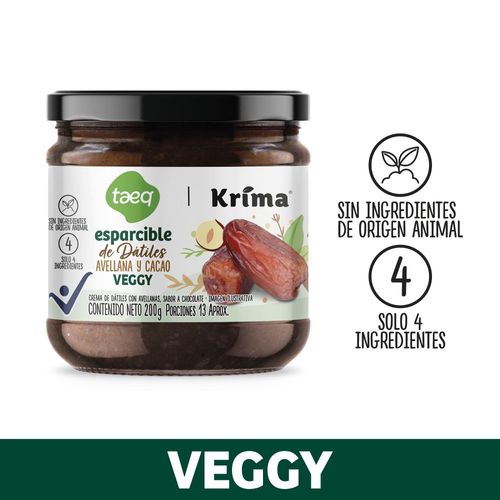 taeq
Kríma®
esparcible
de Dátiles
AVELLANA Y CACAO
VEGGY
SIN INGREDIENTES
DE ORIGEN ANIMAL
4
SOLO 4
INGREDIENTES
CREMA DE DÁTILES CON AVELLANAS, SABOR A CHOCOLATE - IMAGEN ILUSTRATIVA
CONTENIDO NETO 200g PORCIONES 13 APROX.
SIN INGREDIENTES
DE ORIGEN ANIMAL
4
SOLO 4
INGREDIENTES
VEGGY